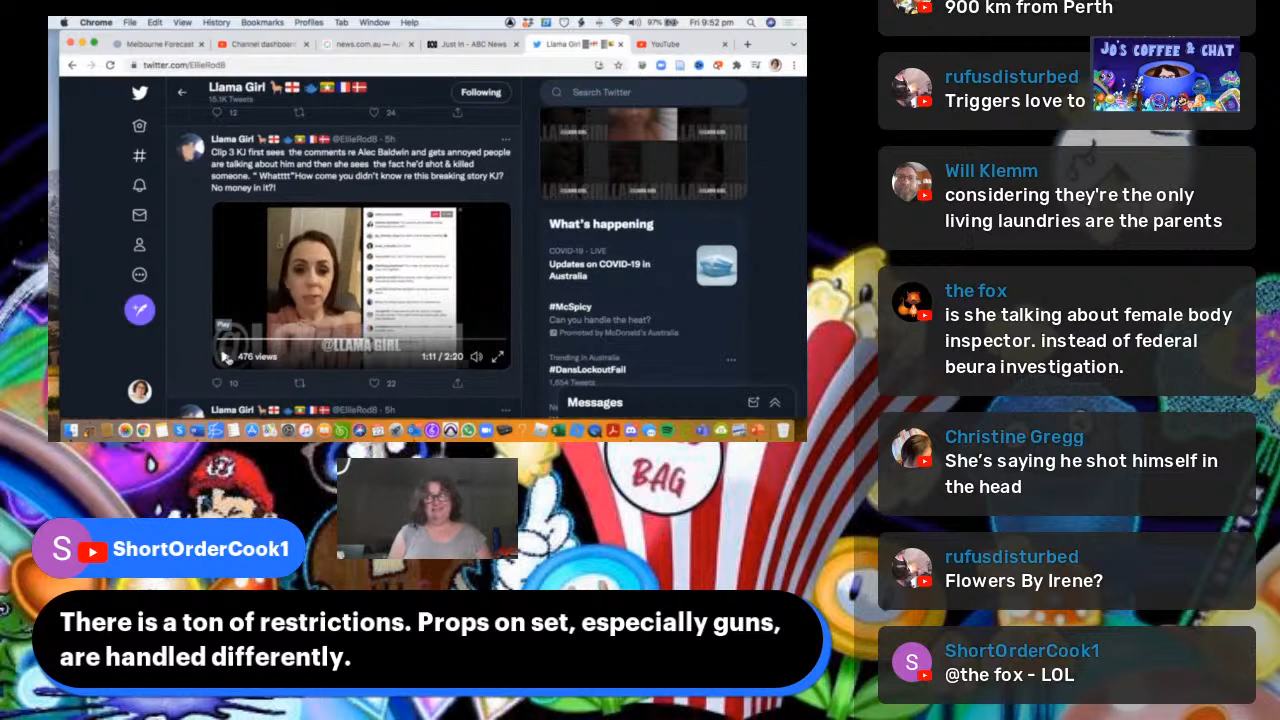 Chrome File Edit View History Bookmarks Profiles Tab Window Help
97% Fri 9:52 pm
Melbourne Forecast
Channel dashboard
news.com.au — Au
Just In - ABC News
Llama Girl
YouTube
twitter.com/EllieRod8
Llama Girl
15.1K Tweets
Following
Search Twitter
12
24
Llama Girl @EllieRod8 · 5h
Clip 3 KJ first sees the comments re Alec Baldwin and gets annoyed people
are talking about him and then she sees the fact he'd shot & killed
someone. " Whatttt"How come you didn't know re this breaking story KJ?
No money in it?!
Play
@LLAMA GIRL
476 views
1:11 / 2:20
10
22
Llama Girl @EllieRod8 · 5h
What's happening
COVID-19 · LIVE
Updates on COVID-19 in
Australia
#McSpicy
Can you handle the heat?
Promoted by McDonald's Australia
Trending in Australia
#DansLockoutFail
1,654 Tweets
Messages
BAG
S ShortOrderCook1
There is a ton of restrictions. Props on set, especially guns,
are handled differently.
900 km from Perth
JO'S COFFEE & CHAT
rufusdisturbed
Triggers love to
Will Klemm
considering they're the only
the fox
is she talkin about female body
inspector. instead of federal
beura investigation.
Christine Gregg
She's saying he shot himself in
the head
rufusdisturbed
Flowers By Irene?
S ShortOrderCook1
@the fox - LOL